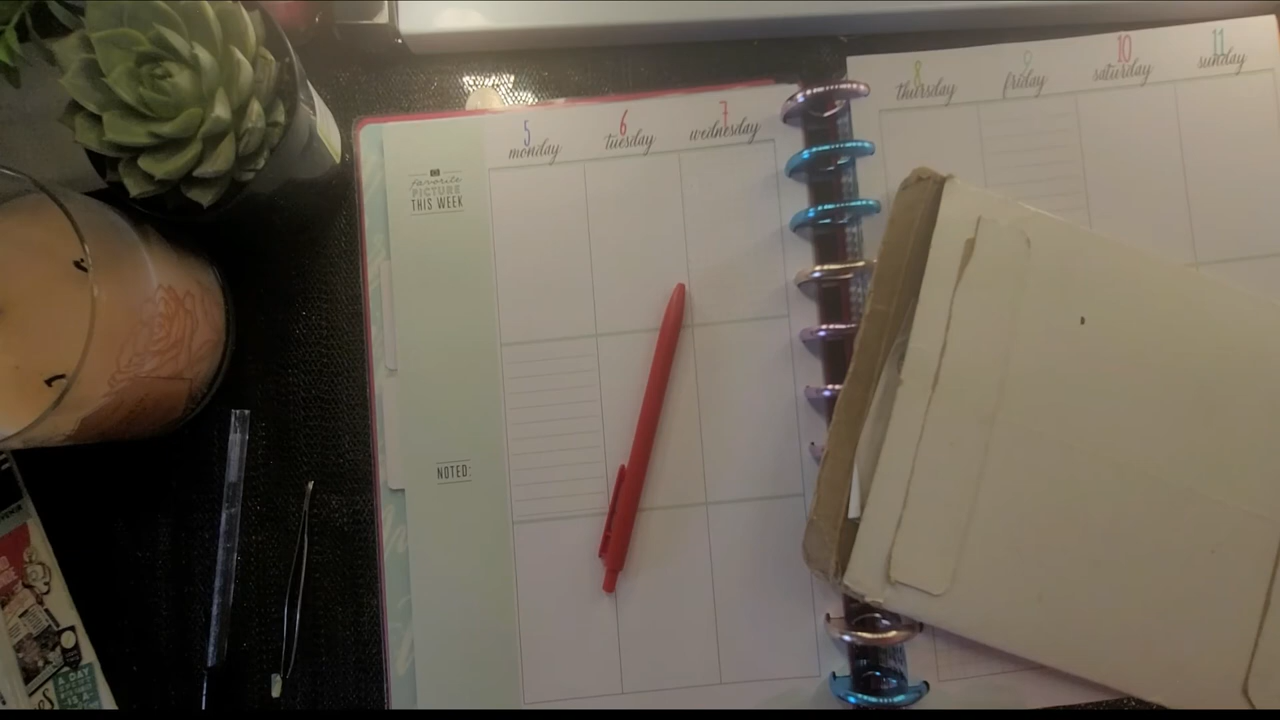 5 6 7
monday tuesday wednesday
8 9 10 11
thursday friday saturday sunday
favorite
PICTURE
THIS WEEK
NOTED:
A DAY